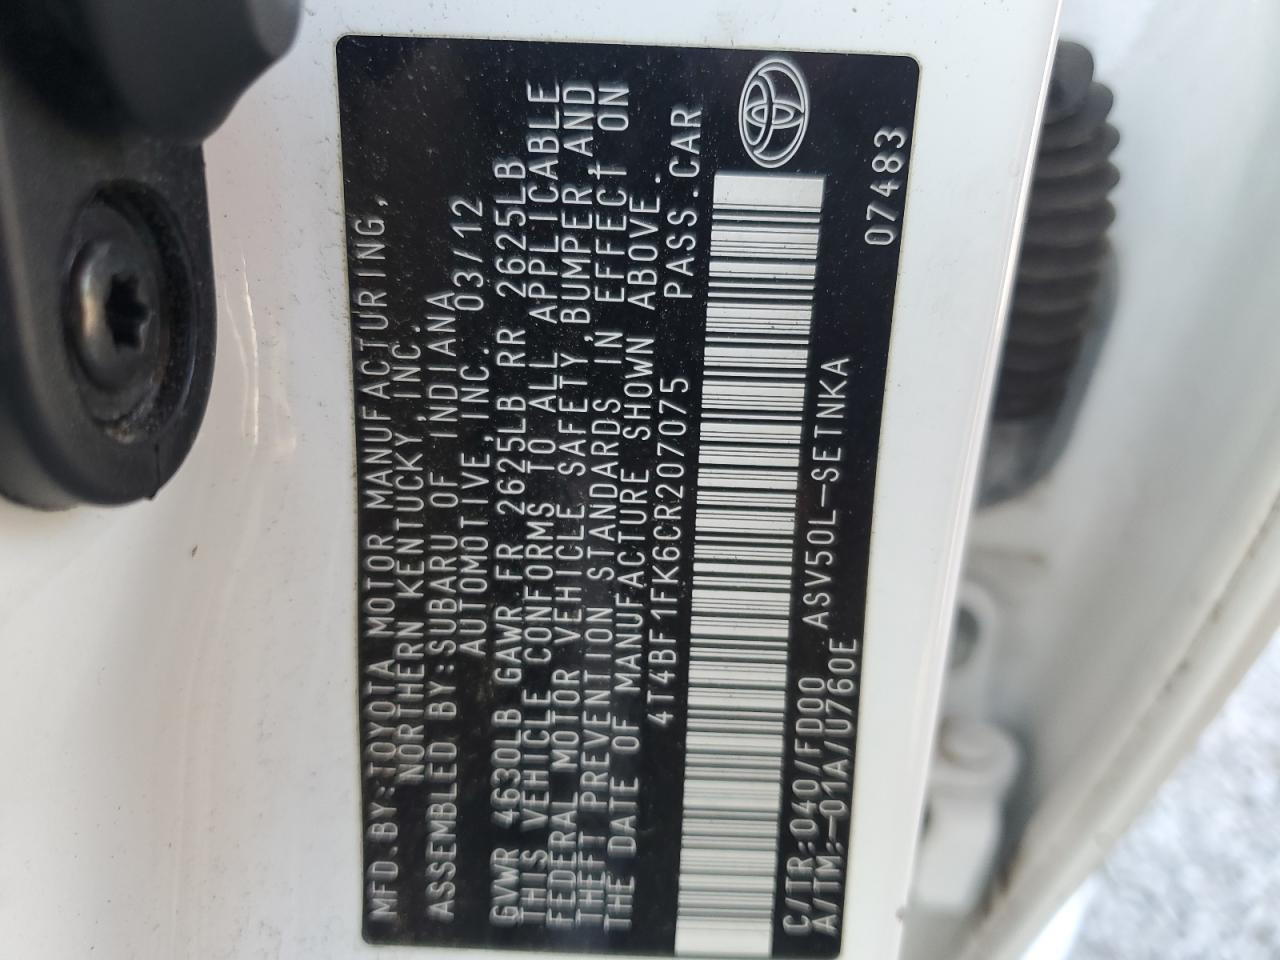 MFD.BY:TOYOTA MOTOR MANUFACTURING,
NORTHERN KENTUCKY,INC.
ASSEMBLED BY:SUBARU OF INDIANA
AUTOMOTIVE,INC. 03/12
GVWR 4630LB GAWR FR 2625LB RR 2625LB
THIS VEHICLE CONFORMS TO ALL APPLICABLE
FEDERAL MOTOR VEHICLE SAFETY,BUMPER,AND
THEFT PREVENTION STANDARDS IN EFFECT ON
THE DATE OF MANUFACTURE SHOWN ABOVE.
4T4BF1FK6CR207075 PASS.CAR
C/TR:040/FD00 ASV50L-SETNKA
A/TM:-01A/U760E 07483